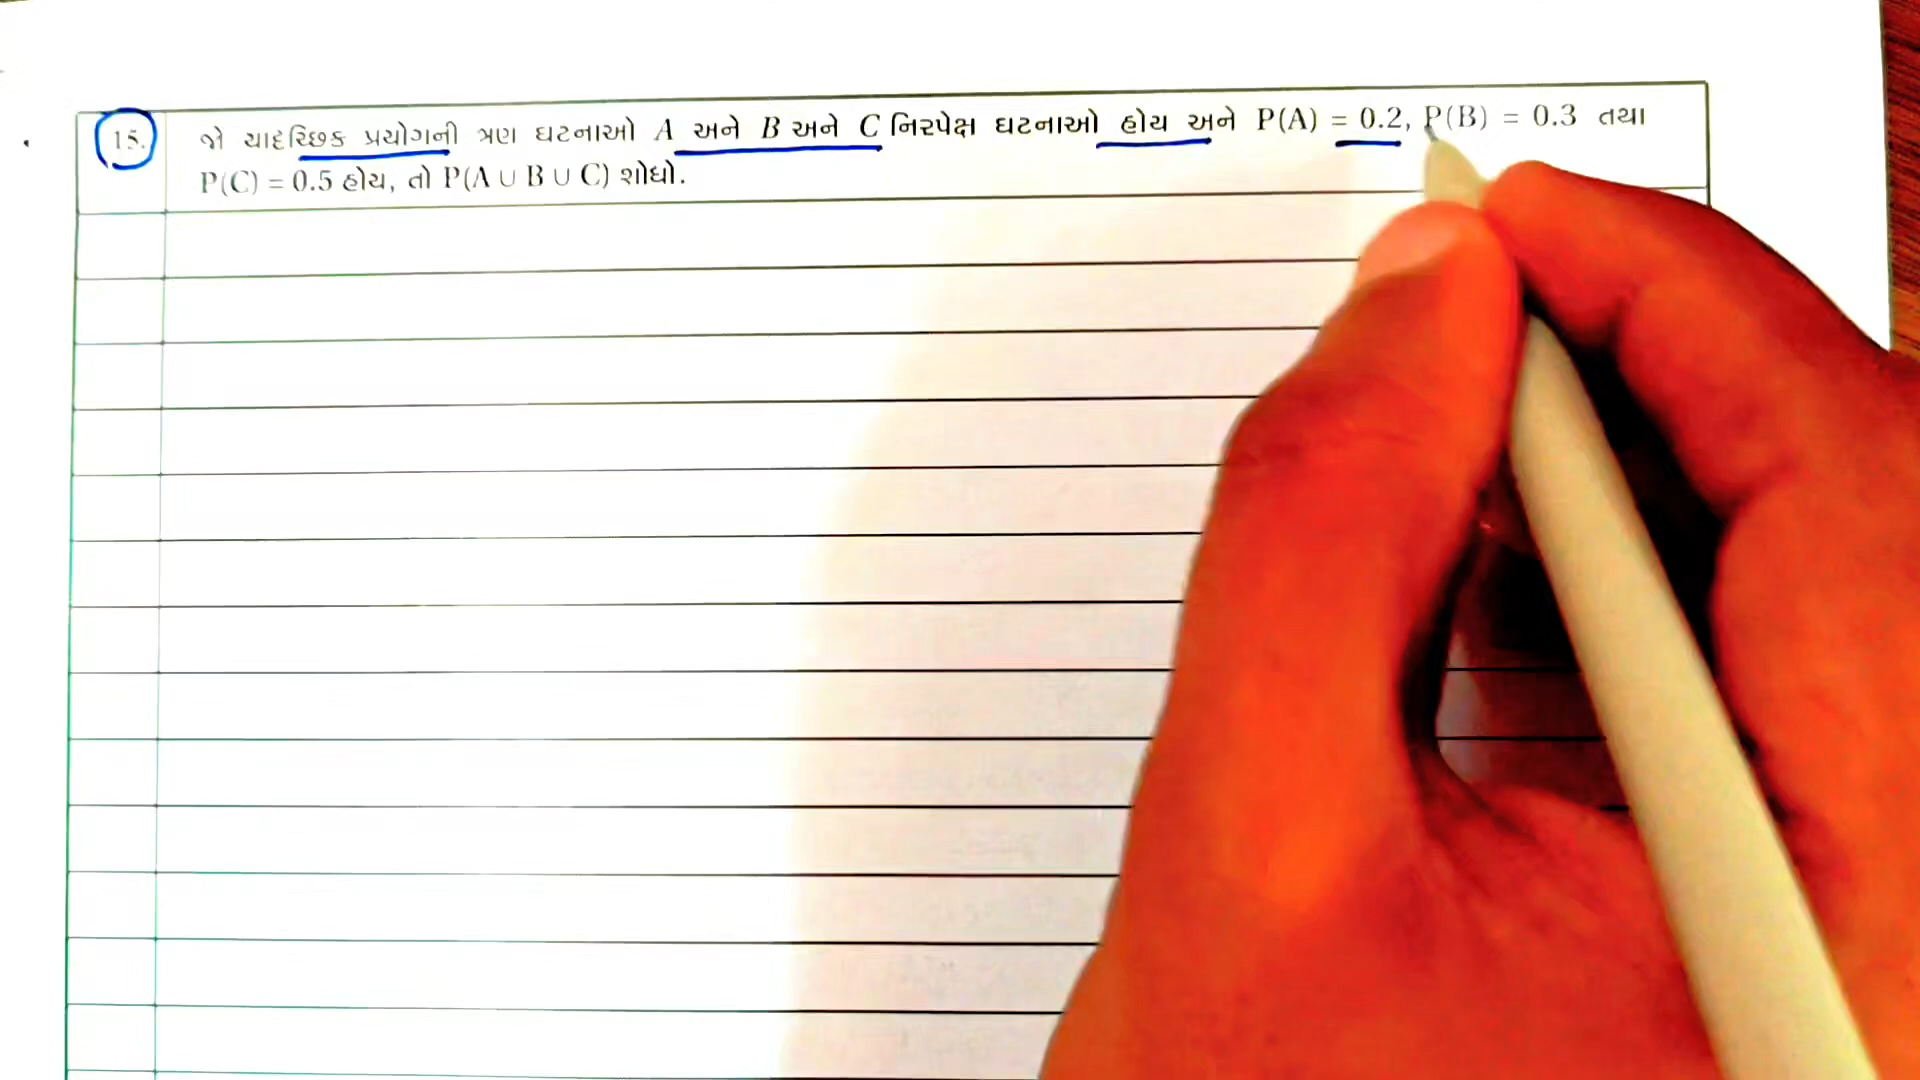 15. જો યાદૃચ્છિક પ્રયોગની ત્રણ ઘટનાઓ A અને B અને C નિરપેક્ષ ઘટનાઓ હોય અને P(A) = 0.2, P(B) = 0.3 તથા
P(C) = 0.5 હોય, તો P(A ∪ B ∪ C) શોધો.